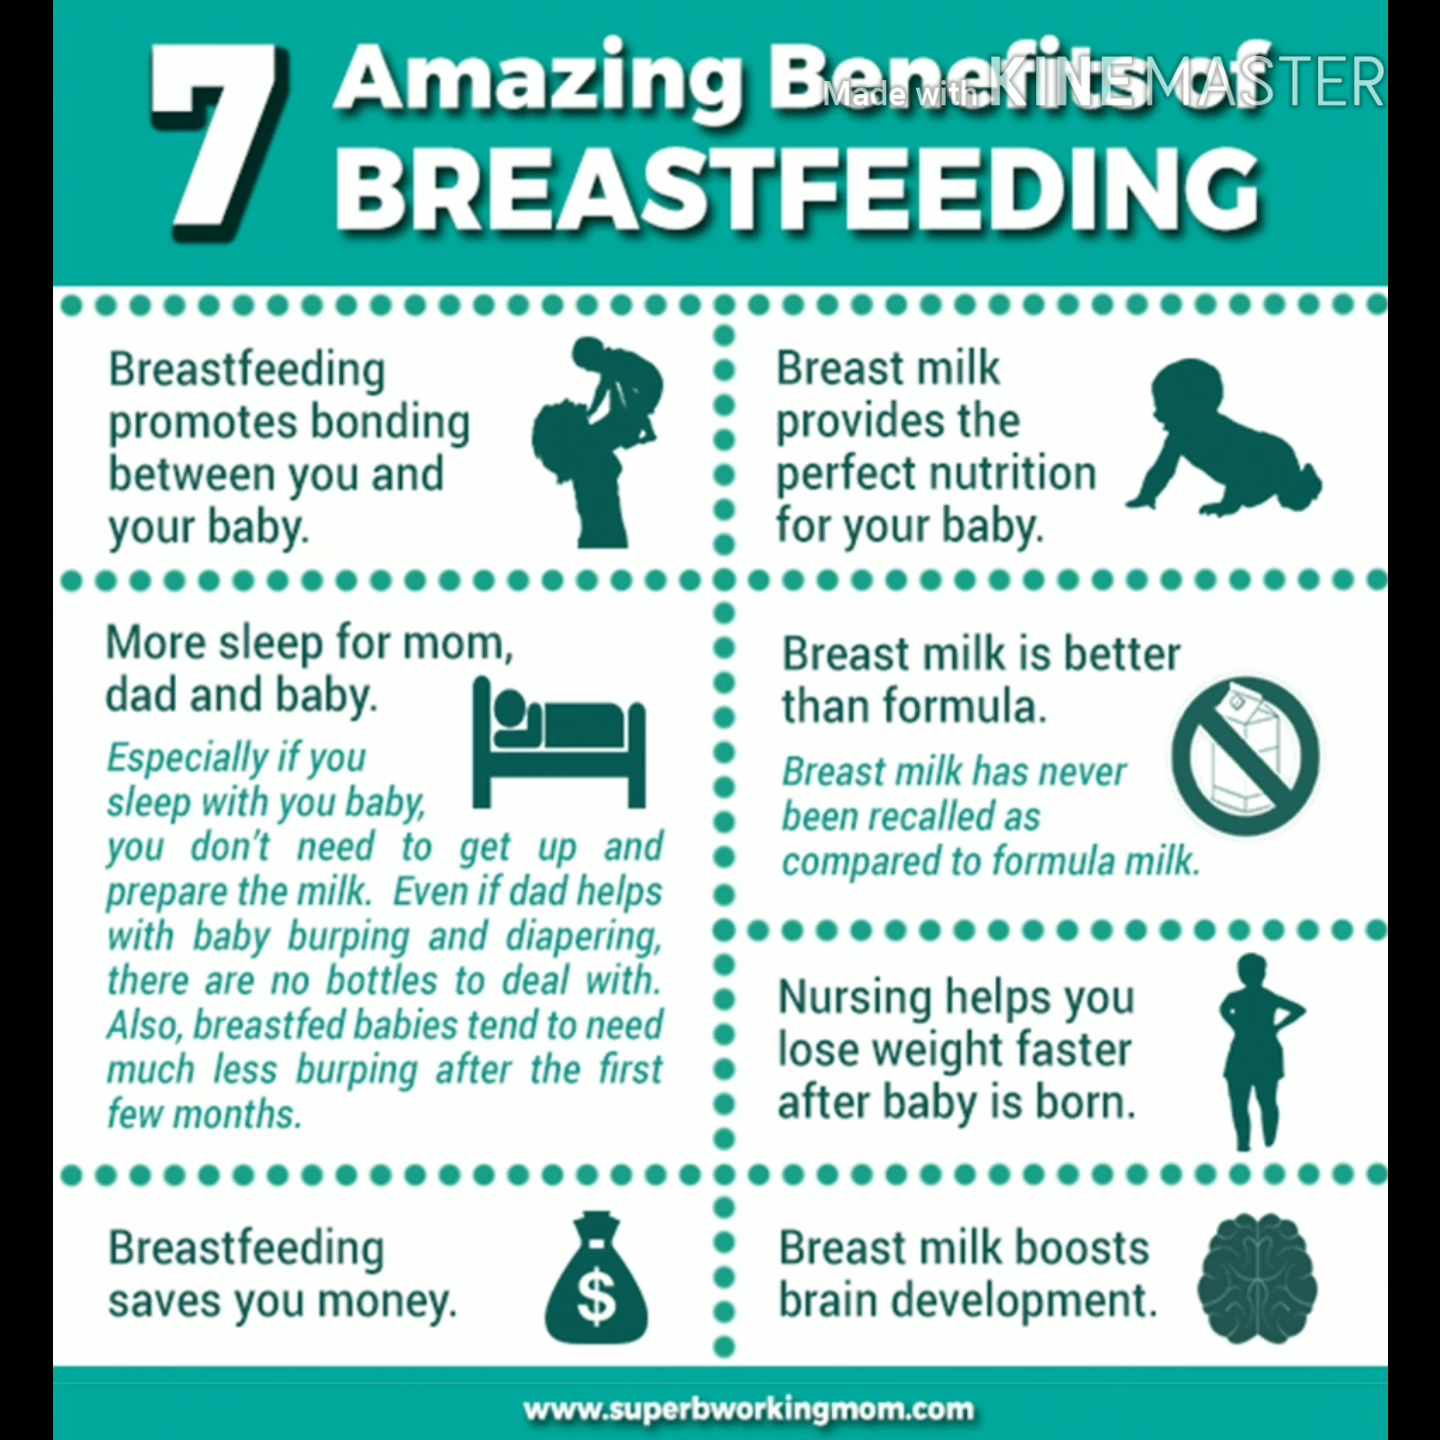 7 Amazing Benefits of
BREASTFEEDING
Made with KINEMASTER
Breastfeeding
promotes bonding
between you and
your baby.
Breast milk
provides the
perfect nutrition
for your baby.
More sleep for mom,
dad and baby.
Especially if you
sleep with you baby,
you don't need to get up and
prepare the milk. Even if dad helps
with baby burping and diapering,
there are no bottles to deal with.
Also, breastfed babies tend to need
much less burping after the first
few months.
Breast milk is better
than formula.
Breast milk has never
been recalled as
compared to formula milk.
Nursing helps you
lose weight faster
after baby is born.
Breastfeeding
saves you money.
$
Breast milk boosts
brain development.
www.superbworkingmom.com